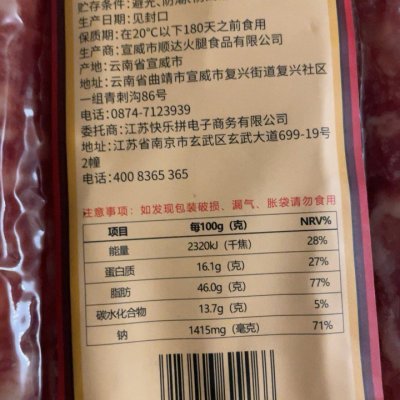 贮存条件：避光、防潮、
生产日期：见封口
保质期：在20°C以下180天之前食用
生产商：宣威市顺达火腿食品有限公司
产地：云南省宣威市
地址：云南省曲靖市宣威市复兴街道复兴社区
一组青刺沟86号
电话：0874-7123939
委托商：江苏快乐拼电子商务有限公司
地址：江苏省南京市玄武区玄武大道699-19号
2幢
电话：400 8365 365
注意事项：如发现包装破损、漏气、胀袋请勿食用
项目 每100g（克） NRV%
能量 2320kJ（千焦） 28%
蛋白质 16.1g（克） 27%
脂肪 46.0g（克） 77%
碳水化合物 13.7g（克） 5%
钠 1415mg（毫克） 71%